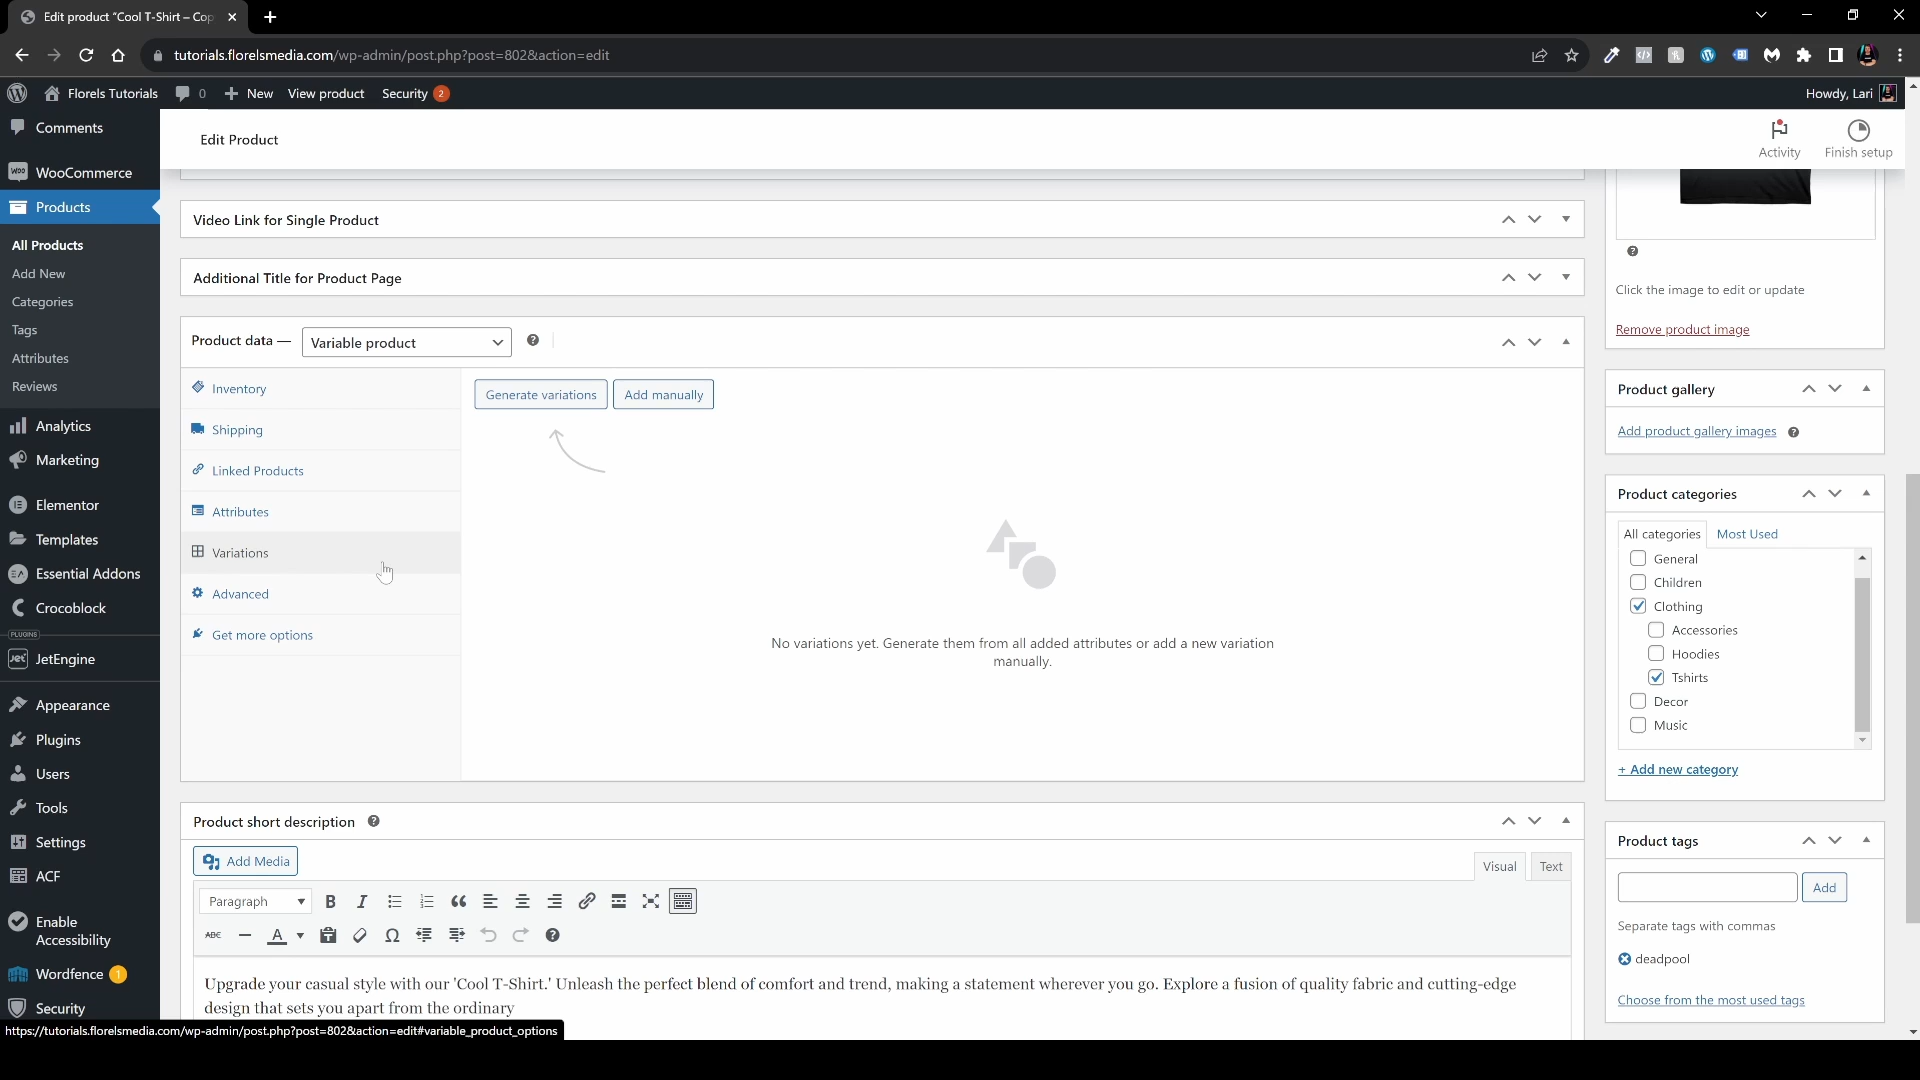 Edit product "Cool T-Shirt – Cop
tutorials.florelsmedia.com/wp-admin/post.php?post=802&action=edit
Florels Tutorials
0
New
View product
Security 2
Howdy, Lari
Comments
WooCommerce
Products
All Products
Add New
Categories
Tags
Attributes
Reviews
Analytics
Marketing
Elementor
Templates
Essential Addons
Crocoblock
PLUGINS
JetEngine
Appearance
Plugins
Users
Tools
Settings
ACF
Enable
Accessibility
Wordfence 1
Security
https://tutorials.florelsmedia.com/wp-admin/post.php?post=802&action=edit#variable_product_options
Edit Product
Activity
Finish setup
Video Link for Single Product
Additional Title for Product Page
Product data —
Variable product
Inventory
Shipping
Linked Products
Attributes
Variations
Advanced
Get more options
Generate variations
Add manually
No variations yet. Generate them from all added attributes or add a new variation
manually.
Product short description
Add Media
Visual
Text
Paragraph
B
I
ABC
A
Upgrade your casual style with our 'Cool T-Shirt.' Unleash the perfect blend of comfort and trend, making a statement wherever you go. Explore a fusion of quality fabric and cutting-edge
design that sets you apart from the ordinary
Click the image to edit or update
Remove product image
Product gallery
Add product gallery images
Product categories
All categories
Most Used
General
Children
Clothing
Accessories
Hoodies
Tshirts
Decor
Music
+ Add new category
Product tags
Add
Separate tags with commas
deadpool
Choose from the most used tags